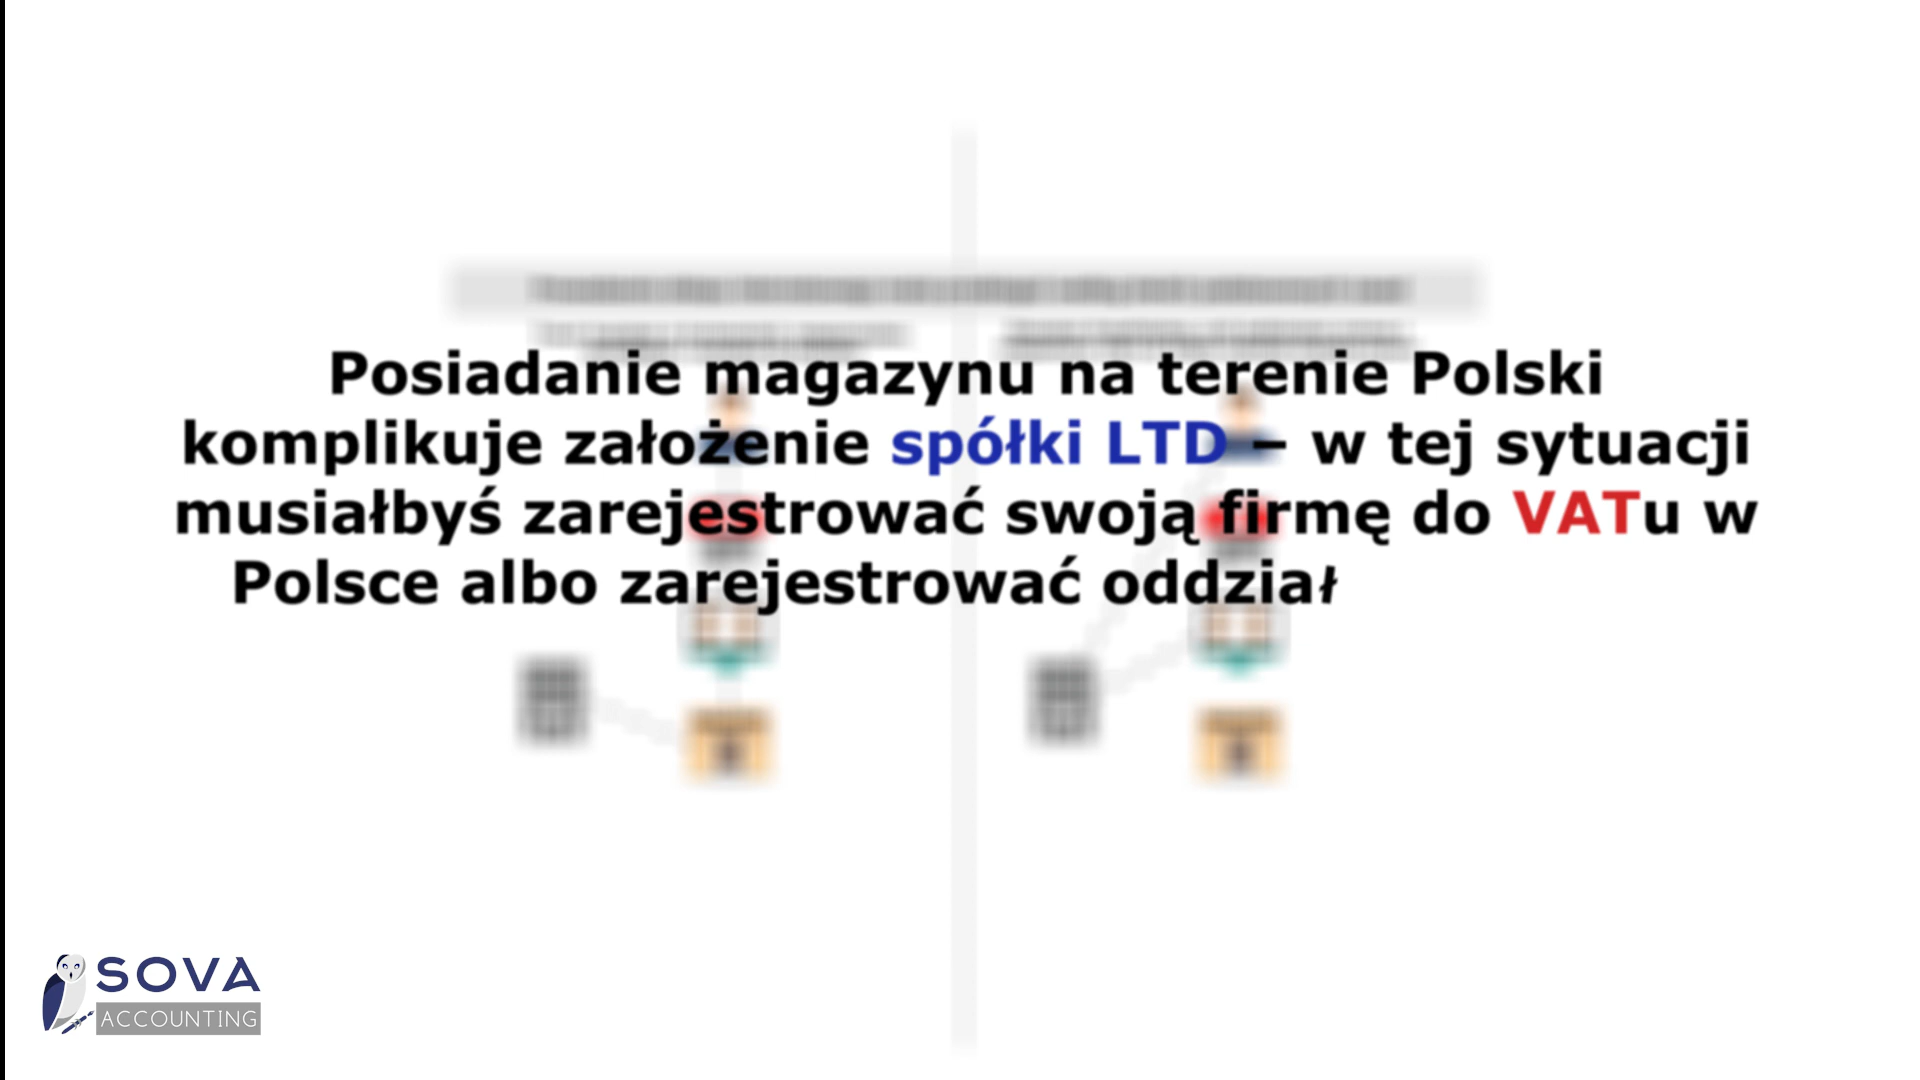 Posiadanie magazynu na terenie Polski
komplikuje założenie spółki LTD – w tej sytuacji
musiałbyś zarejestrować swoją firmę do VATu w
Polsce albo zarejestrować oddział
SOVA
ACCOUNTING